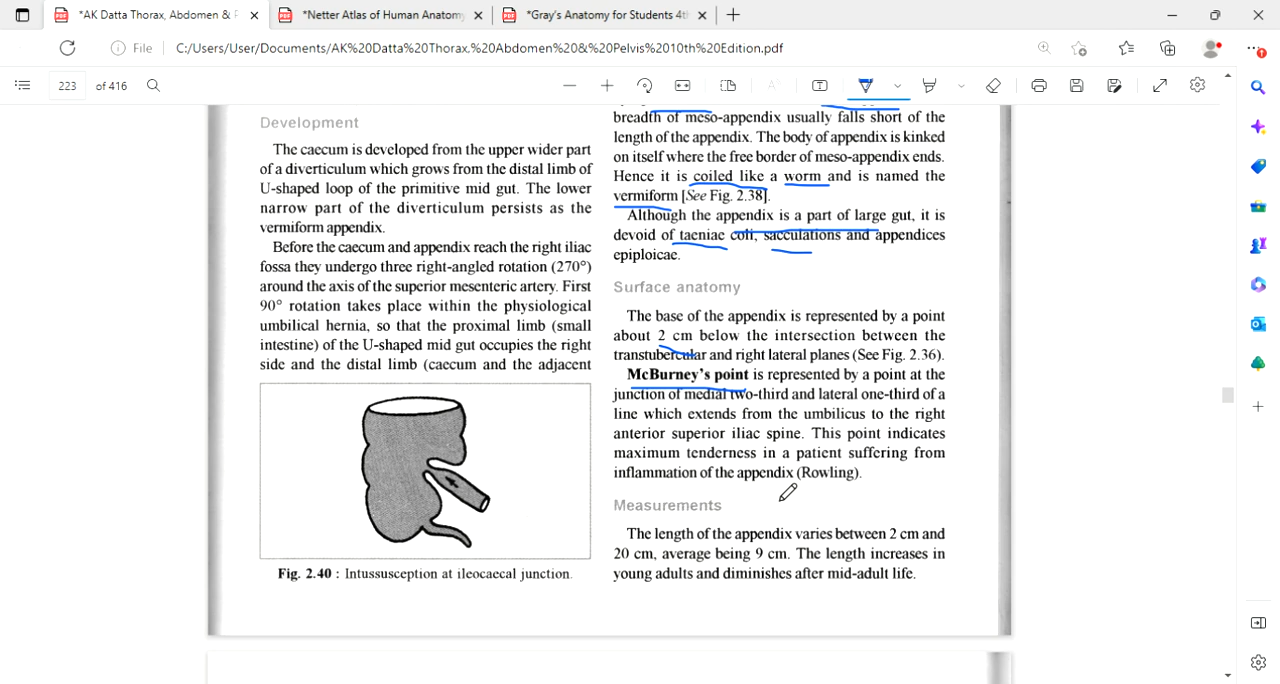 *AK Datta Thorax, Abdomen & P
*Netter Atlas of Human Anatomy
*Gray's Anatomy for Students 4th
File
C:/Users/User/Documents/AK%20Datta%20Thorax.%20Abdomen%20&%20Pelvis%2010th%20Edition.pdf
223 of 416
Development
The caecum is developed from the upper wider part
of a diverticulum which grows from the distal limb of
U-shaped loop of the primitive mid gut. The lower
narrow part of the diverticulum persists as the
vermiform appendix.
Before the caecum and appendix reach the right iliac
fossa they undergo three right-angled rotation (270°)
around the axis of the superior mesenteric artery. First
90° rotation takes place within the physiological
umbilical hernia, so that the proximal limb (small
intestine) of the U-shaped mid gut occupies the right
side and the distal limb (caecum and the adjacent
Fig. 2.40 : Intussusception at ileocaecal junction.
breadth of meso-appendix usually falls short of the
length of the appendix. The body of appendix is kinked
on itself where the free border of meso-appendix ends.
Hence it is coiled like a worm and is named the
vermiform [See Fig. 2.38].
Although the appendix is a part of large gut, it is
devoid of taeniae coli, sacculations and appendices
epiploicae.
Surface anatomy
The base of the appendix is represented by a point
about 2 cm below the intersection between the
transtubercular and right lateral planes (See Fig. 2.36).
McBurney's point is represented by a point at the
junction of medial two-third and lateral one-third of a
line which extends from the umbilicus to the right
anterior superior iliac spine. This point indicates
maximum tenderness in a patient suffering from
inflammation of the appendix (Rowling).
Measurements
The length of the appendix varies between 2 cm and
20 cm, average being 9 cm. The length increases in
young adults and diminishes after mid-adult life.